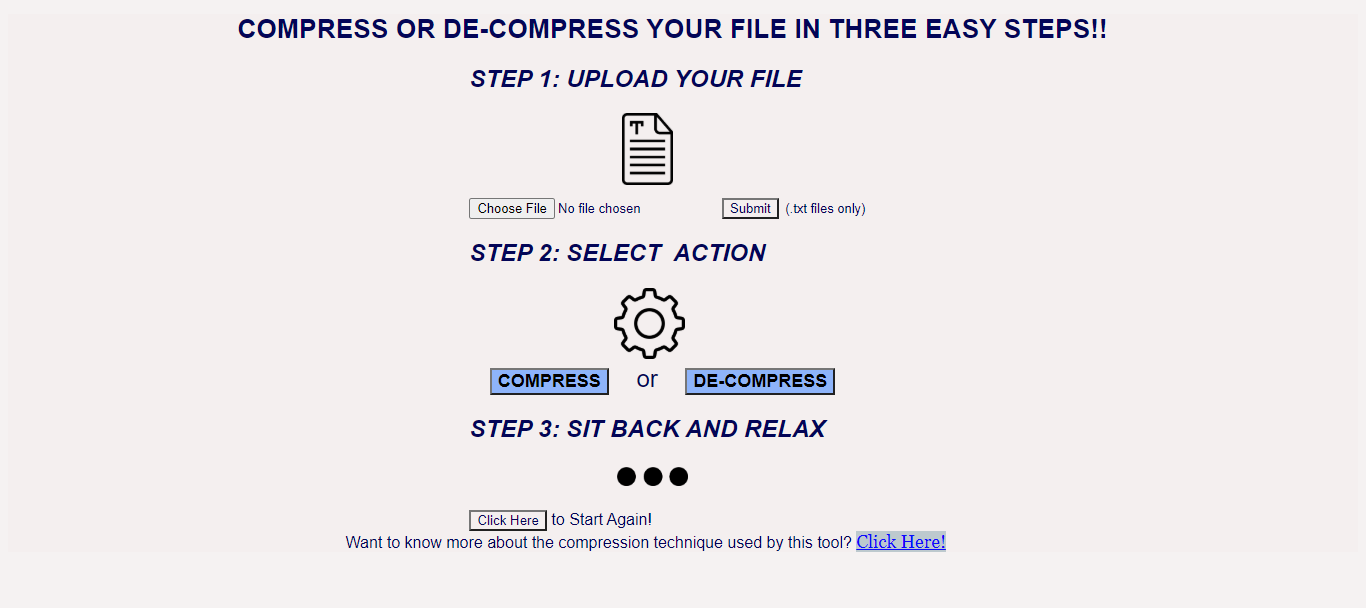 COMPRESS OR DE-COMPRESS YOUR FILE IN THREE EASY STEPS!!
STEP 1: UPLOAD YOUR FILE
T
Choose File No file chosen Submit (.txt files only)
STEP 2: SELECT  ACTION
COMPRESS or DE-COMPRESS
STEP 3: SIT BACK AND RELAX
Click Here to Start Again!
Want to know more about the compression technique used by this tool? Click Here!